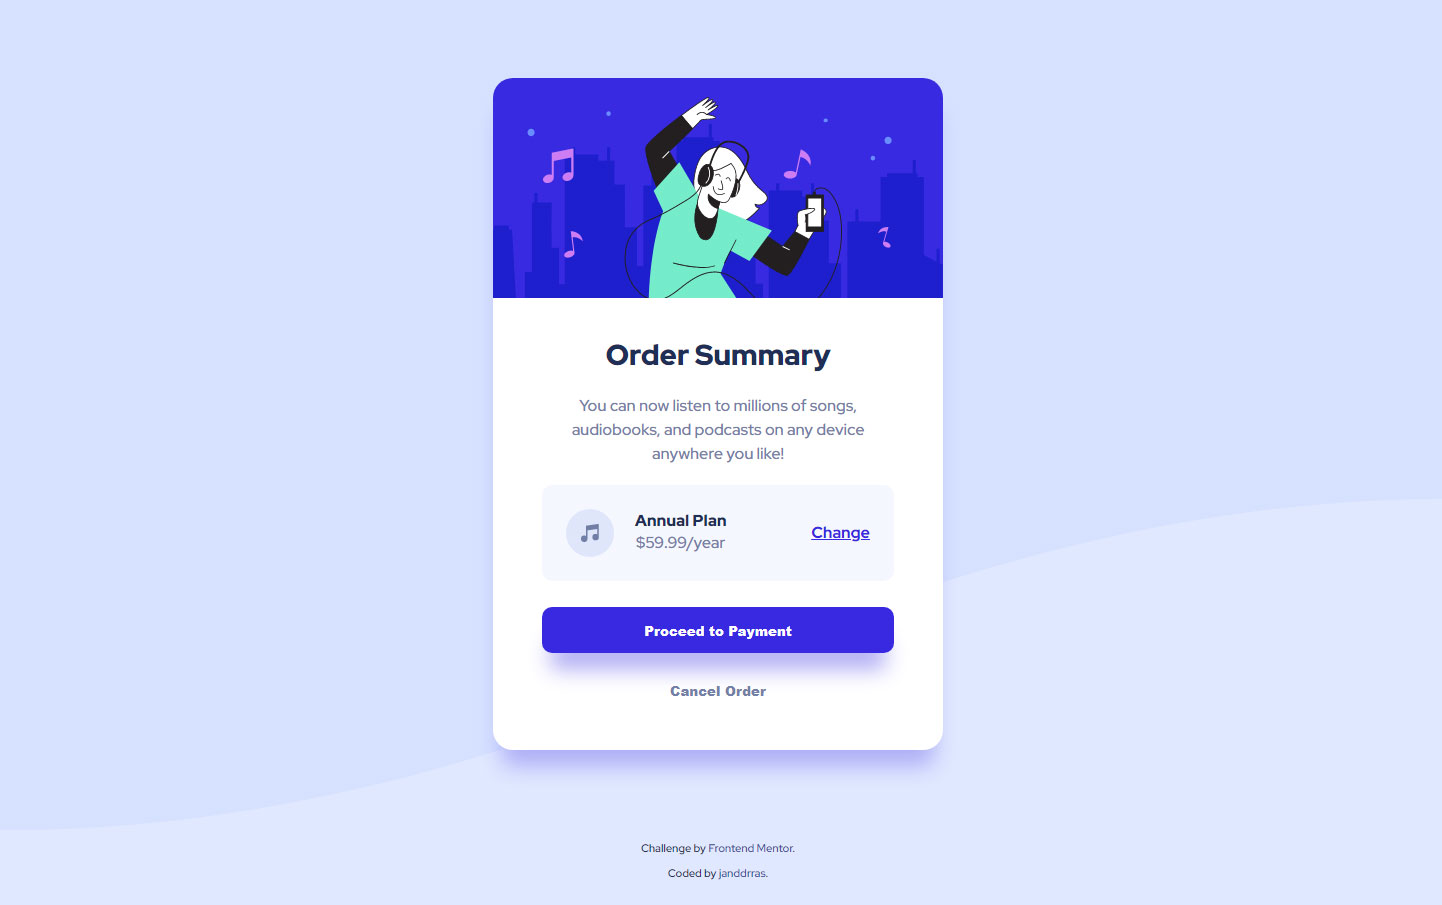 Order Summary
You can now listen to millions of songs,
audiobooks, and podcasts on any device
anywhere you like!
Annual Plan
$59.99/year
Change
Proceed to Payment
Cancel Order
Challenge by Frontend Mentor.
Coded by janddrras.